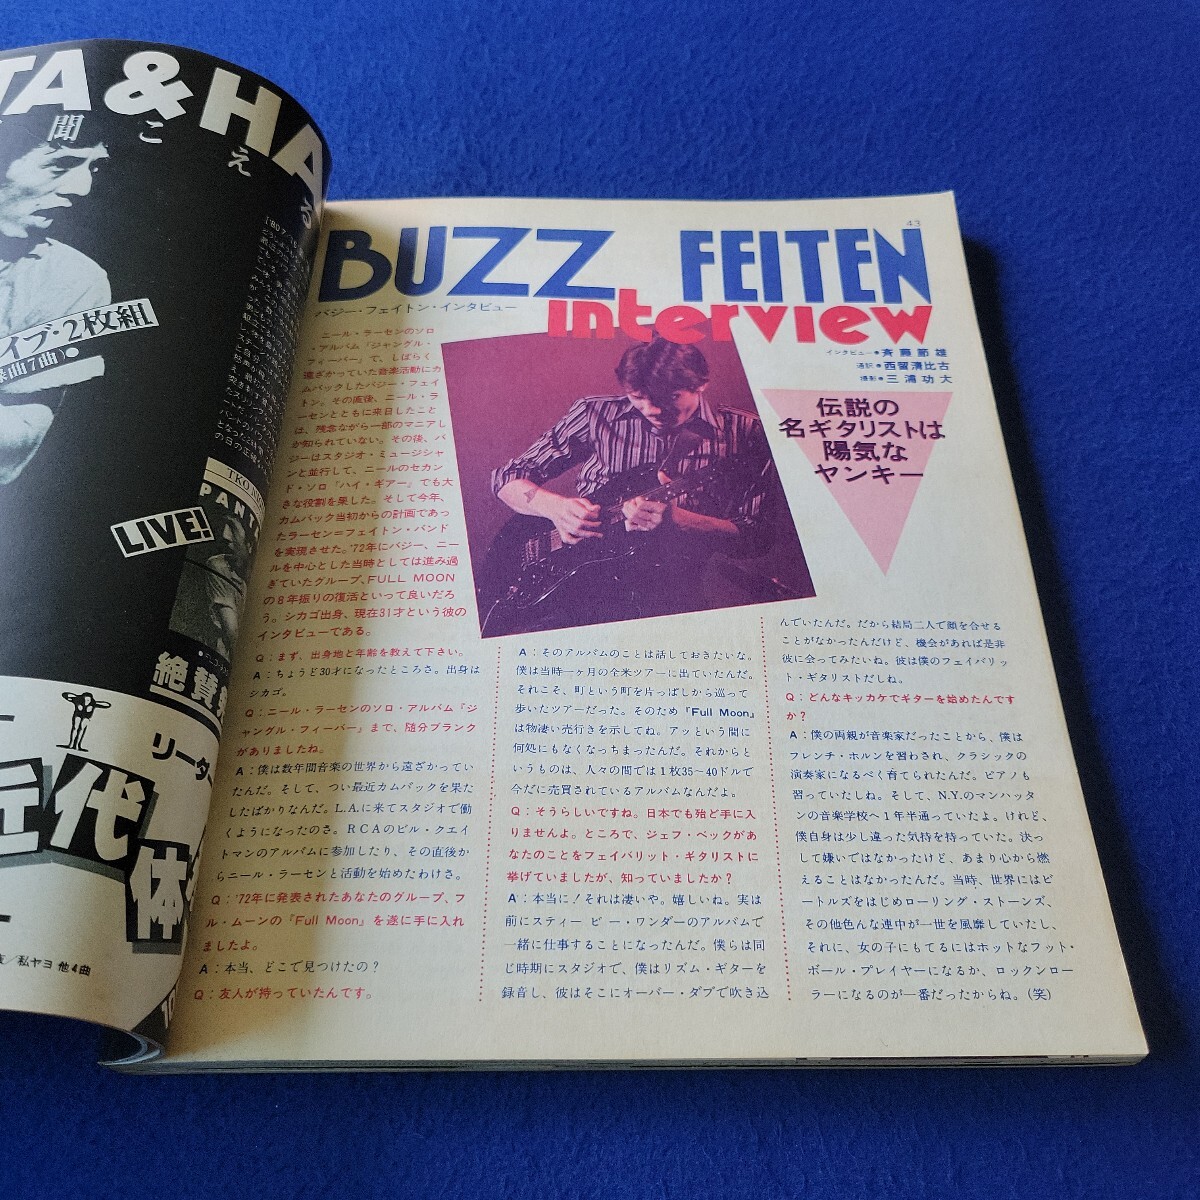 TA & HA
聞こえ
る
イブ・2枚組
曲7曲)●
LIVE!
TKO
PANT
絶賛発
リーター
近代
体
/私ヤヨ 他4曲
43
BUZZ FEITEN
interview
バジー・フェイトン・インタビュー
インタビュー●斉藤節雄
通訳●西留清比古
撮影●三浦功大
伝説の
名ギタリストは
陽気な
ヤンキー
ニール・ラーセンのソロ
・アルバム『ジャングル・
フィーバー』で、しばらく
遠ざかっていた音楽活動にカ
ムバックしたバジー・フェイ
トン。その直後、ニール・ラ
ーセンとともに来日したこと
は、残念ながら一部のマニアし
か知られていない。その後、バ
ジーはスタジオ・ミュージシャ
ンと並行して、ニールのセカン
ド・ソロ『ハイ・ギアー』でも大
きな役割を果した。そして今年、
カムバック当初からの計画であっ
たラーセン=フェイトン・バンド
を実現させた。'72年にバジー、ニー
ルを中心とした当時としては進み過
ぎていたグループ、FULL MOON
の8年振りの復活といって良いだろ
う。シカゴ出身、現在31才という彼の
インタビューである。
Q:まず、出身地と年齢を教えて下さい。
A:ちょうど30才になったところさ。出身は
シカゴ。
Q:ニール・ラーセンのソロ・アルバム『ジ
ャングル・フィーバー』まで、随分ブランク
がありましたね。
A:僕は数年間音楽の世界から遠ざかってい
たんだ。そして、つい最近カムバックを果た
したばかりなんだ。L.A.に来てスタジオで働
くようになったのさ。RCAのビル・クエイ
トマンのアルバムに参加したり、その直後か
らニール・ラーセンと活動を始めたわけさ。
Q:'72年に発表されたあなたのグループ、フ
ル・ムーンの『Full Moon』を遂に手に入れ
ましたよ。
A:本当、どこで見つけたの?
Q:友人が持っていたんです。
A:そのアルバムのことは話しておきたいな。
僕は当時一ヶ月の全米ツアーに出ていたんだ。
それこそ、町という町を片っぱしから巡って
歩いたツアーだった。そのため『Full Moon』
は物凄い売行きを示してね。アッという間に
何処にもなくなっちまったんだ。それからと
いうものは、人々の間では1枚35〜40ドルで
今だに売買されているアルバムなんだよ。
Q:そうらしいですね。日本でも殆ど手に入
りませんよ。ところで、ジェフ・ベックがあ
なたのことをフェイバリット・ギタリストに
挙げていましたが、知っていましたか?
A:本当に!それは凄いや。嬉しいね。実は
前にスティービー・ワンダーのアルバムで
一緒に仕事することになったんだ。僕らは同
じ時期にスタジオで、僕はリズム・ギターを
録音し、彼はそこにオーバー・ダブで吹き込
んでいたんだ。だから結局二人で顔を合せる
ことがなかったんだけど、機会があれば是非
彼に会ってみたいね。彼は僕のフェイバリッ
ト・ギタリストだしね。
Q:どんなキッカケでギターを始めたんです
か?
A:僕の両親が音楽家だったことから、僕は
フレンチ・ホルンを習わされ、クラシックの
演奏家になるべく育てられたんだ。ピアノも
習っていたしね。そして、N.Y.のマンハッタ
ンの音楽学校へ1年半通っていたよ。けれど、
僕自身は少し違った気持を持っていた。決っ
して嫌いではなかったけど、あまり心から燃
えることはなかったんだ。当時、世界にはビ
ートルズをはじめローリング・ストーンズ、
その他色んな連中が一世を風靡していたし、
それに、女の子にもてるにはホットなフット・
ボール・プレイヤーになるか、ロックンロー
ラーになるのが一番だったからね。(笑)